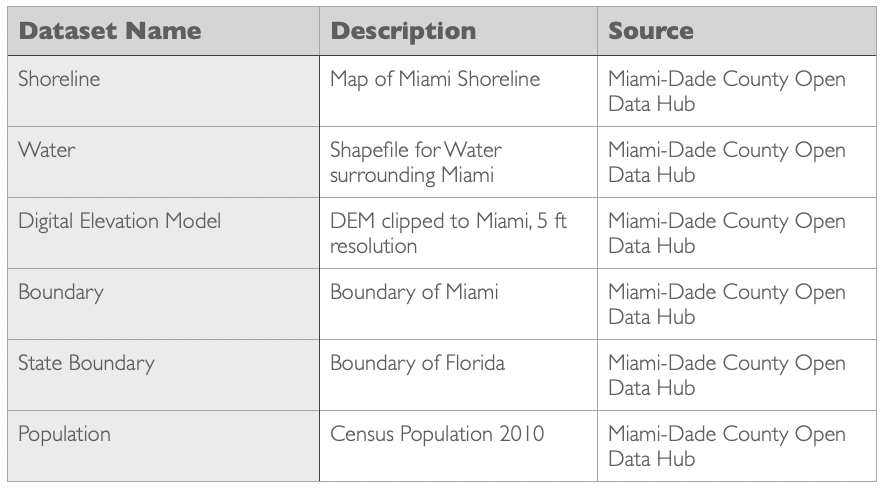 Dataset Name Description Source
Shoreline Map of Miami Shoreline Miami-Dade County Open
Data Hub
Water Shapefile for Water Miami-Dade County Open
surrounding Miami Data Hub
Digital Elevation Model DEM clipped to Miami, 5 ft Miami-Dade County Open
resolution Data Hub
Boundary Boundary of Miami Miami-Dade County Open
Data Hub
State Boundary Boundary of Florida Miami-Dade County Open
Data Hub
Population Census Population 2010 Miami-Dade County Open
Data Hub